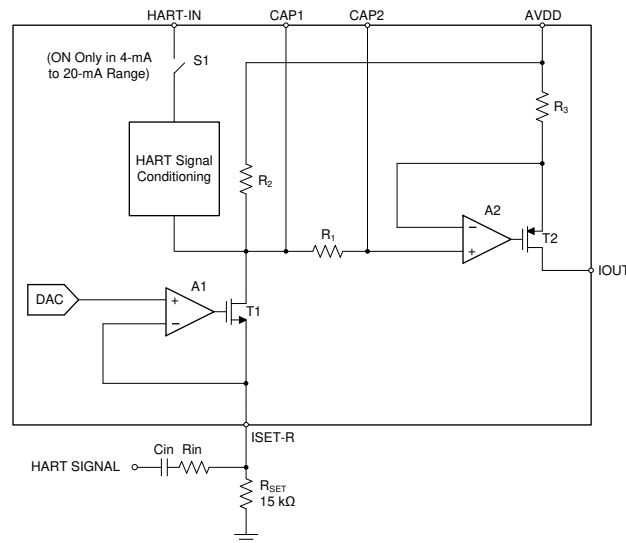 HART-IN
CAP1
CAP2
AVDD
(ON Only in 4-mA
to 20-mA Range)
S1
R3
HART Signal
Conditioning
R2
A2
R1
T2
IOUT
A1
DAC
T1
ISET-R
HART SIGNAL
Cin
Rin
RSET
15 kΩ